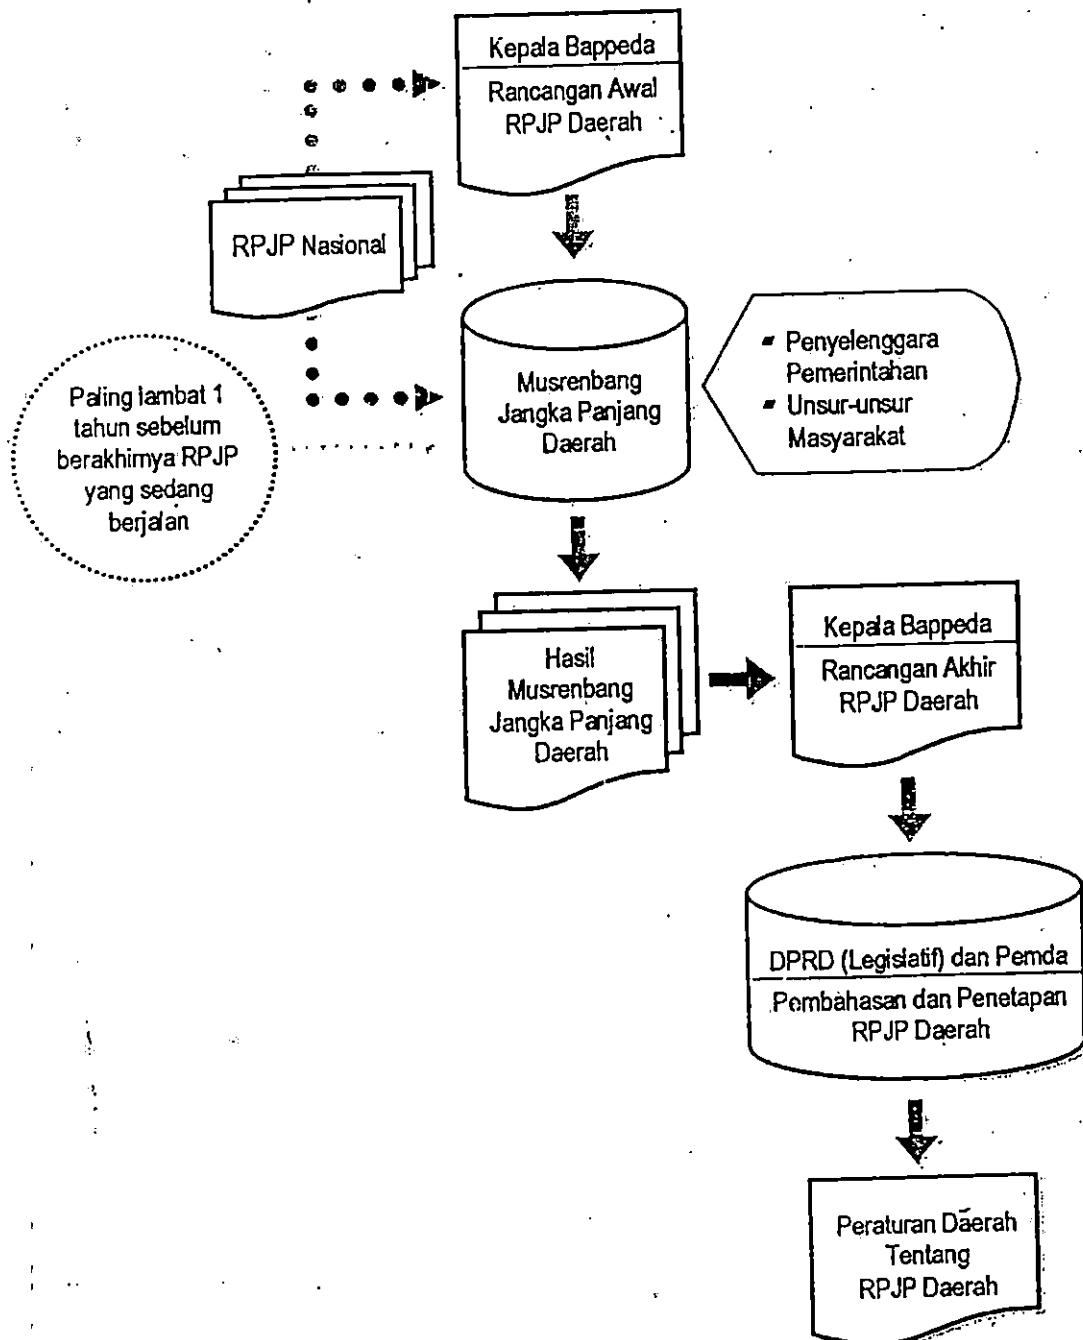 Kepala Bappeda
Rancangan Awal
RPJP Daerah
RPJP Nasional
Paling lambat 1
tahun sebelum
berakhirnya RPJP
yang sedang
berjalan
Musrenbang
Jangka Panjang
Daerah
Penyelenggara
Pemerintahan
Unsur-unsur
Masyarakat
Hasil
Musrenbang
Jangka Panjang
Daerah
Kepala Bappeda
Rancangan Akhir
RPJP Daerah
DPRD (Legislatif) dan Pemda
Pembahasan dan Penetapan
RPJP Daerah
Peraturan Daerah
Tentang
RPJP Daerah